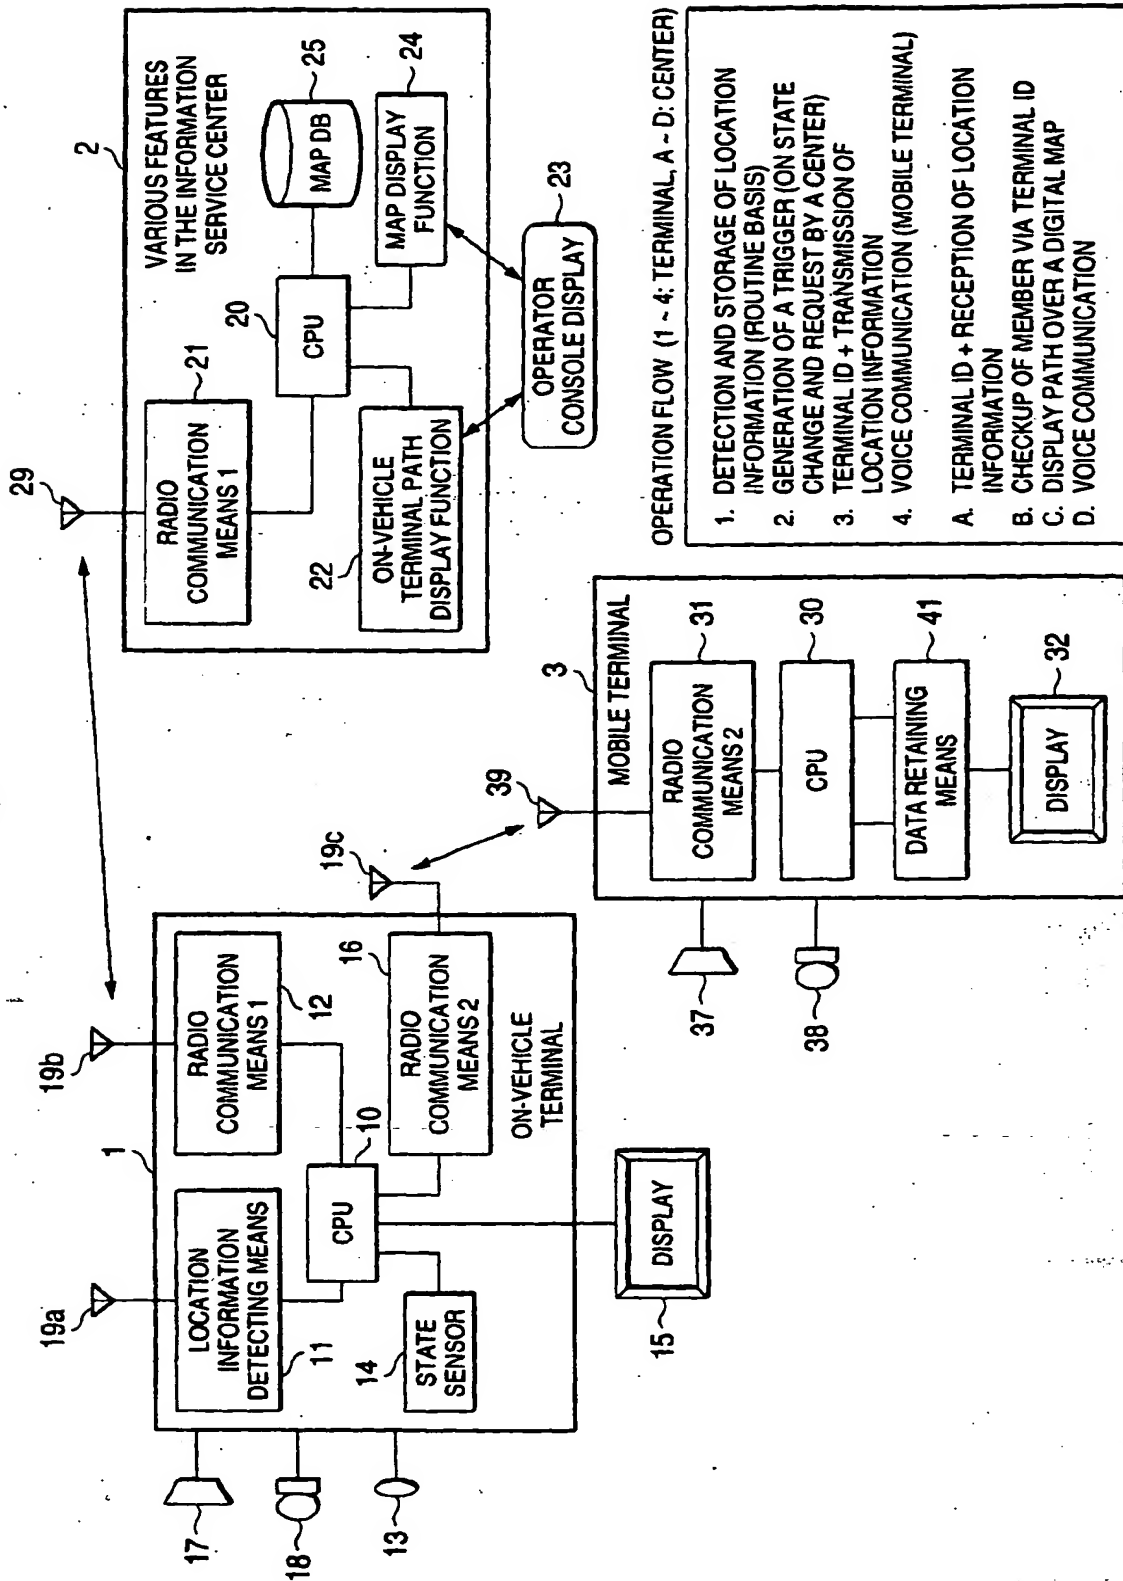 19a
19b
1
LOCATION
INFORMATION
DETECTING MEANS
11
RADIO
COMMUNICATION
MEANS 1
12
10
CPU
STATE
SENSOR
14
16
RADIO
COMMUNICATION
MEANS 2
19c
ON-VEHICLE
TERMINAL
17
18
13
DISPLAY
15
29
2
VARIOUS FEATURES
IN THE INFORMATION
SERVICE CENTER
RADIO
COMMUNICATION
MEANS 1
21
20
CPU
MAP DB
25
MAP DISPLAY
FUNCTION
24
ON-VEHICLE
TERMINAL PATH
DISPLAY FUNCTION
22
OPERATOR
CONSOLE DISPLAY
23
39
3
MOBILE TERMINAL
RADIO
COMMUNICATION
MEANS 2
31
CPU
30
DATA RETAINING
MEANS
41
DISPLAY
32
37
38
OPERATION FLOW (1 ~ 4: TERMINAL, A ~ D: CENTER)
1. DETECTION AND STORAGE OF LOCATION
INFORMATION (ROUTINE BASIS)
2. GENERATION OF A TRIGGER (ON STATE
CHANGE AND REQUEST BY A CENTER)
3. TERMINAL ID + TRANSMISSION OF
LOCATION INFORMATION
4. VOICE COMMUNICATION (MOBILE TERMINAL)
A. TERMINAL ID + RECEPTION OF LOCATION
INFORMATION
B. CHECKUP OF MEMBER VIA TERMINAL ID
C. DISPLAY PATH OVER A DIGITAL MAP
D. VOICE COMMUNICATION